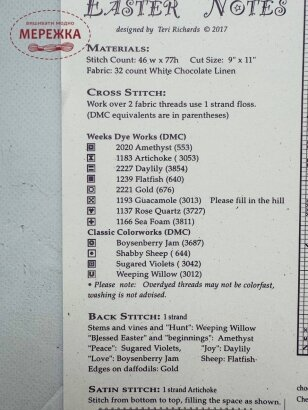 EASTER NOTES
вишивати модно
МЕРЕЖКА
designed by Teri Richards © 2017
MATERIALS:
Stitch Count: 46 w x 77h Cut Size: 9" x 11"
Fabric: 32 count White Chocolate Linen
CROSS STITCH:
Work over 2 fabric threads use 1 strand floss.
(DMC equivalents are in parentheses)
Weeks Dye Works (DMC)
2020 Amethyst (553)
1183 Artichoke ( 3053)
2227 Daylily (3854)
1239 Flatfish (640)
2221 Gold (676)
1193 Guacamole (3013) Please fill in the hill
1137 Rose Quartz (3727)
1166 Sea Foam (3811)
Classic Colorworks (DMC)
Boysenberry Jam (3687)
Shabby Sheep ( 644)
Sugared Violets ( 3042)
Weeping Willow (3012)
* Please note: Overdyed threads may not be colorfast,
washing is not advised.
BACK STITCH: 1 strand
Stems and vines and "Hunt": Weeping Willow
"Blessed Easter" and "beginnings": Amethyst
"Peace": Sugared Violets, "Joy": Daylily
"Love": Boysenberry Jam Sheep: Flatfish
Edges on daffodils: Gold
SATIN STITCH: 1 strand Artichoke
Stitch from bottom to top, filling the space as shown.